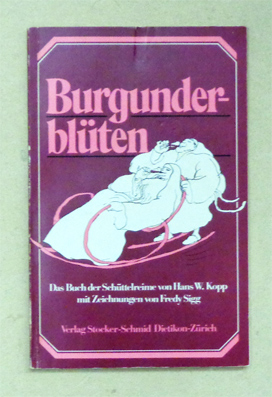 Burgunder-
blüten
Das Buch der Schüttelreime von Hans W. Kopp
mit Zeichnungen von Fredy Sigg
Verlag Stocker-Schmid Dietikon-Zürich